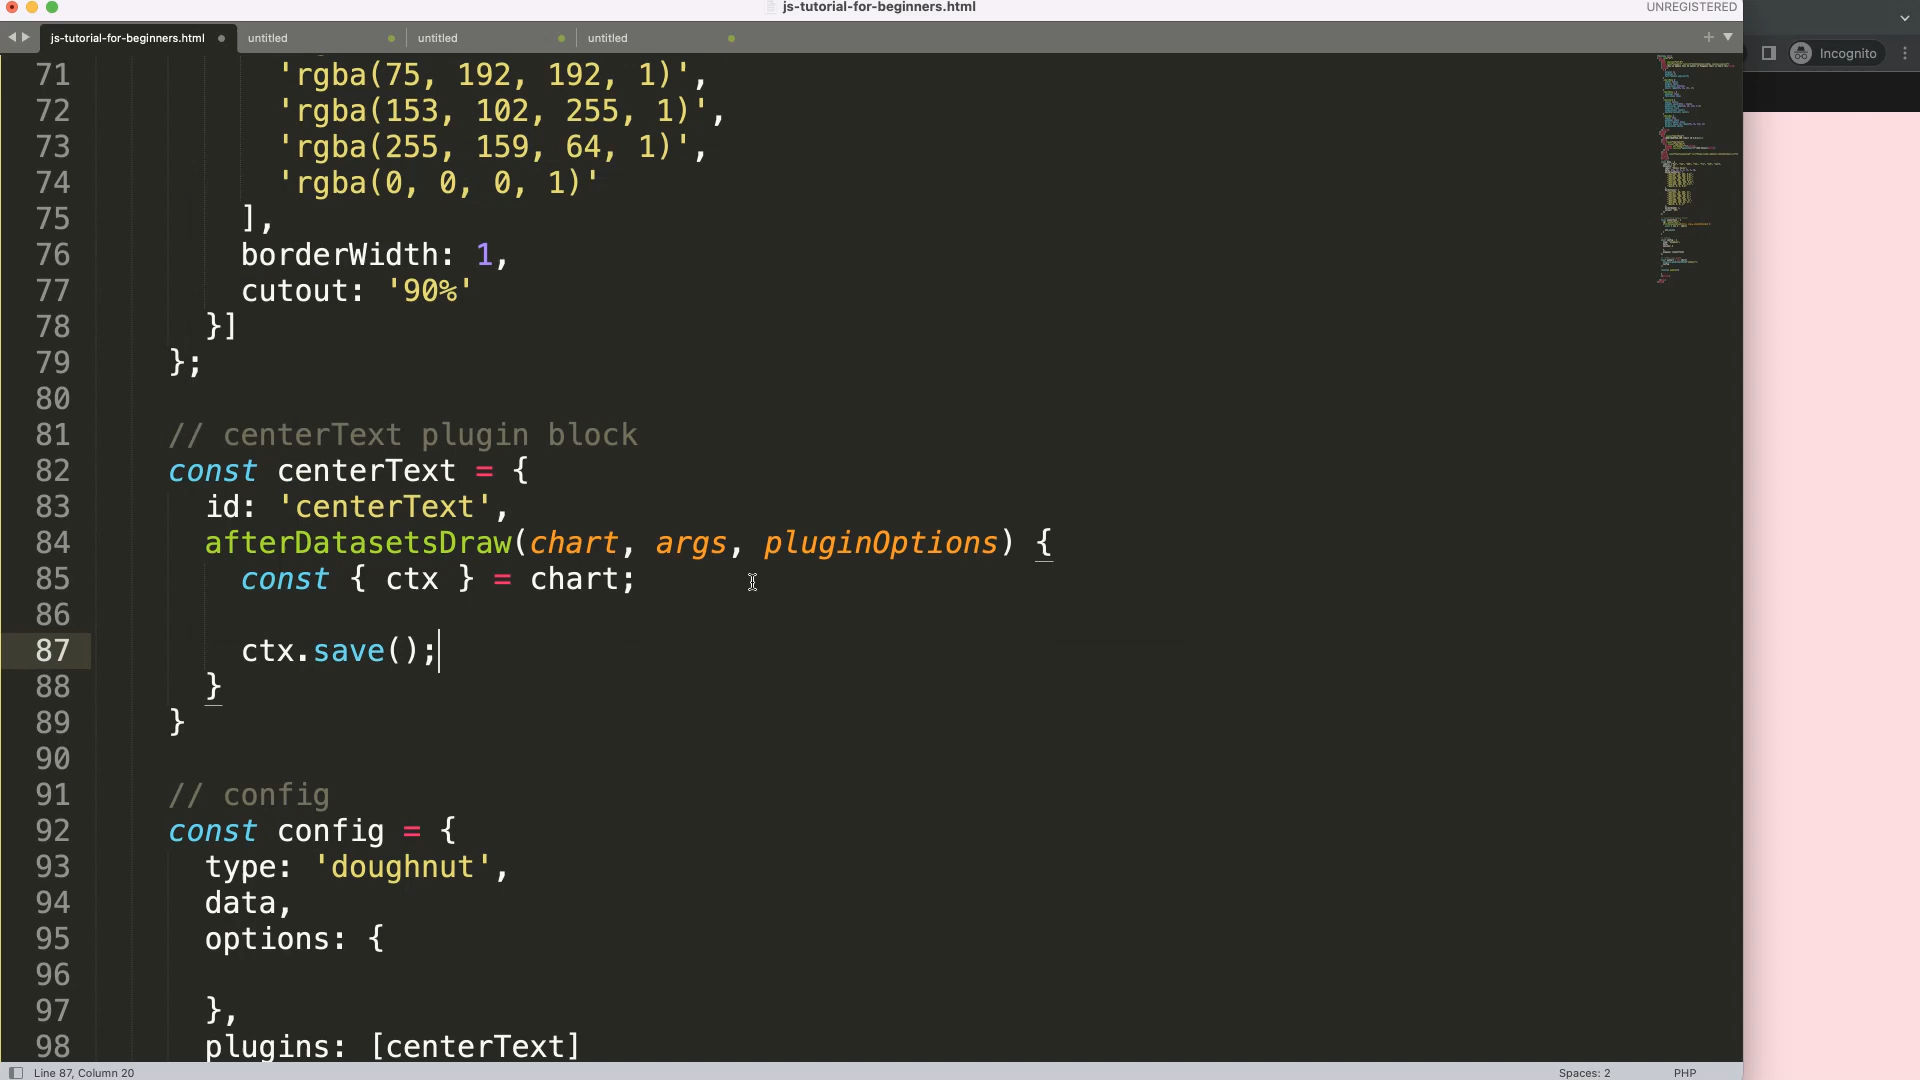 js-tutorial-for-beginners.html
UNREGISTERED
js-tutorial-for-beginners.html
untitled
untitled
untitled
Incognito
71 'rgba(75, 192, 192, 1)',
72 'rgba(153, 102, 255, 1)',
73 'rgba(255, 159, 64, 1)',
74 'rgba(0, 0, 0, 1)'
75 ],
76 borderWidth: 1,
77 cutout: '90%'
78 }]
79 };
80
81 // centerText plugin block
82 const centerText = {
83 id: 'centerText',
84 afterDatasetsDraw(chart, args, pluginOptions) {
85 const { ctx } = chart;
86
87 ctx.save();
88 }
89 }
90
91 // config
92 const config = {
93 type: 'doughnut',
94 data,
95 options: {
96
97 },
98 plugins: [centerText]
Line 87, Column 20
Spaces: 2
PHP